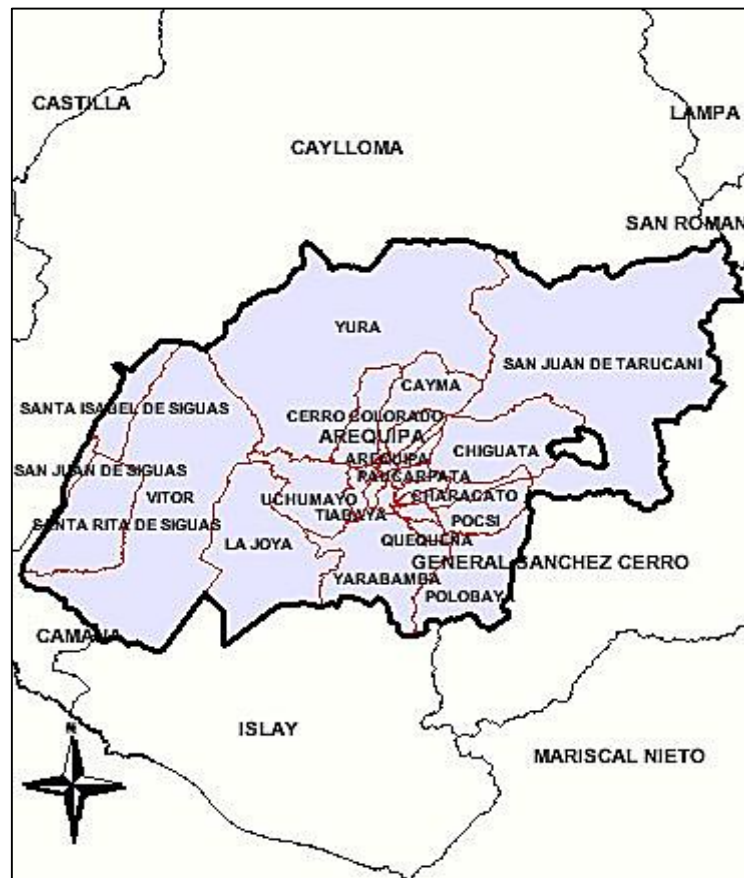 CASTILLA
LAMPA
CAYLLOMA
SAN ROMAN
YURA
SAN JUAN DE TARUCANI
CAYMA
SANTA ISABEL DE SIGUAS
CERRO COLORADO
AREQUIPA
CHIGUATA
AREQUIPA
SAN JUAN DE SIGUAS
PAUCARPATA
VITOR
UCHUMAYO
CHARACATO
TIABAYA
SANTA RITA DE SIGUAS
POCSI
LA JOYA
QUEQUEÑA
GENERAL SANCHEZ CERRO
YARABAMBA
POLOBAYA
CAMANA
ISLAY
N
MARISCAL NIETO